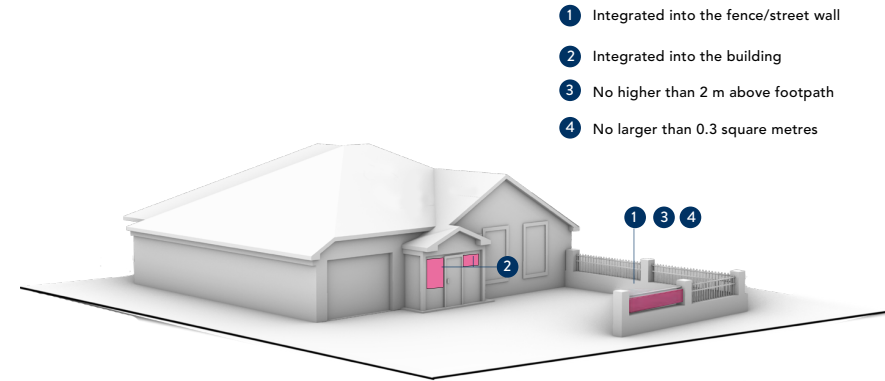 1 Integrated into the fence/street wall
2 Integrated into the building
3 No higher than 2 m above footpath
4 No larger than 0.3 square metres
1 3 4
2